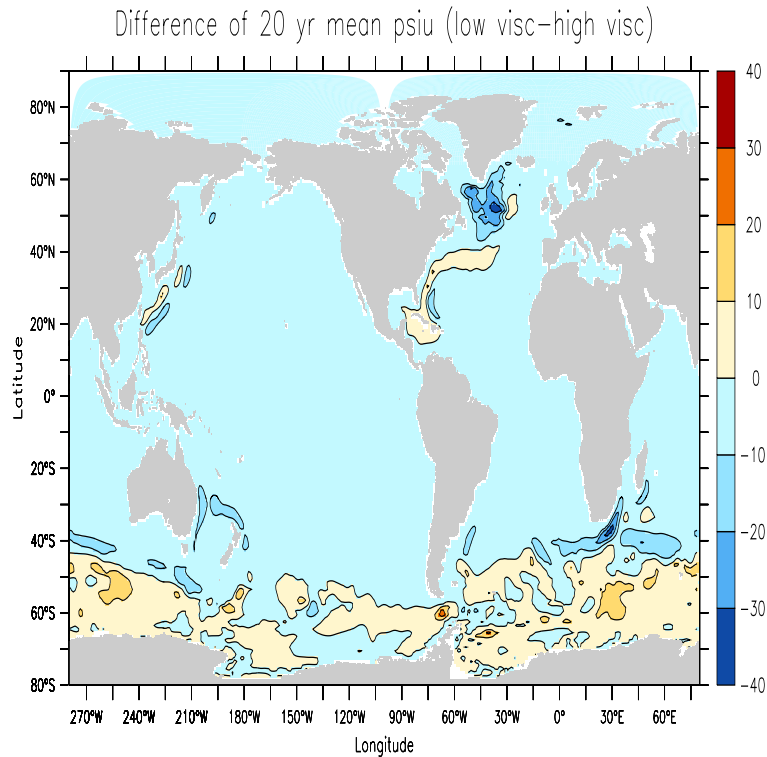 Difference of 20 yr mean psiu (low visc-high visc)
80°N
60°N
40°N
20°N
0°
20°S
40°S
60°S
80°S
Latitude
270°W 240°W 210°W 180°W 150°W 120°W 90°W 60°W 30°W 0° 30°E 60°E
Longitude
40
30
20
10
0
-10
-20
-30
-40